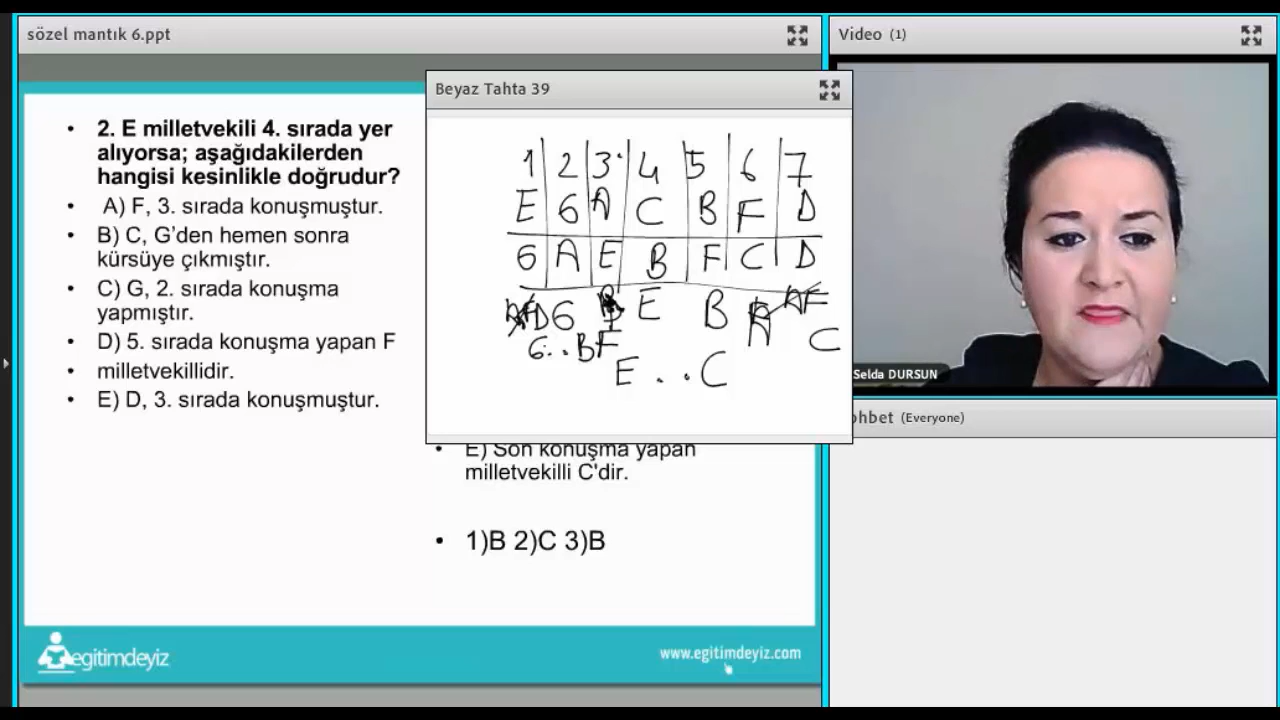 sözel mantık 6.ppt
2. E milletvekili 4. sırada yer
alıyorsa; aşağıdakilerden
hangisi kesinlikle doğrudur?
A) F, 3. sırada konuşmuştur.
B) C, G'den hemen sonra
kürsüye çıkmıştır.
C) G, 2. sırada konuşma
yapmıştır.
D) 5. sırada konuşma yapan F
milletvekillidir.
E) D, 3. sırada konuşmuştur.
Beyaz Tahta 39
1 2 3 4 5 6 7
E G A C B F D
G A E B F C D
D G E B A
G . . B F C
E . . C
E) Son konuşma yapan
milletvekilli C'dir.
1)B 2)C 3)B
egitimdeyiz
www.egitimdeyiz.com
Video (1)
Selda DURSUN
ohbet (Everyone)